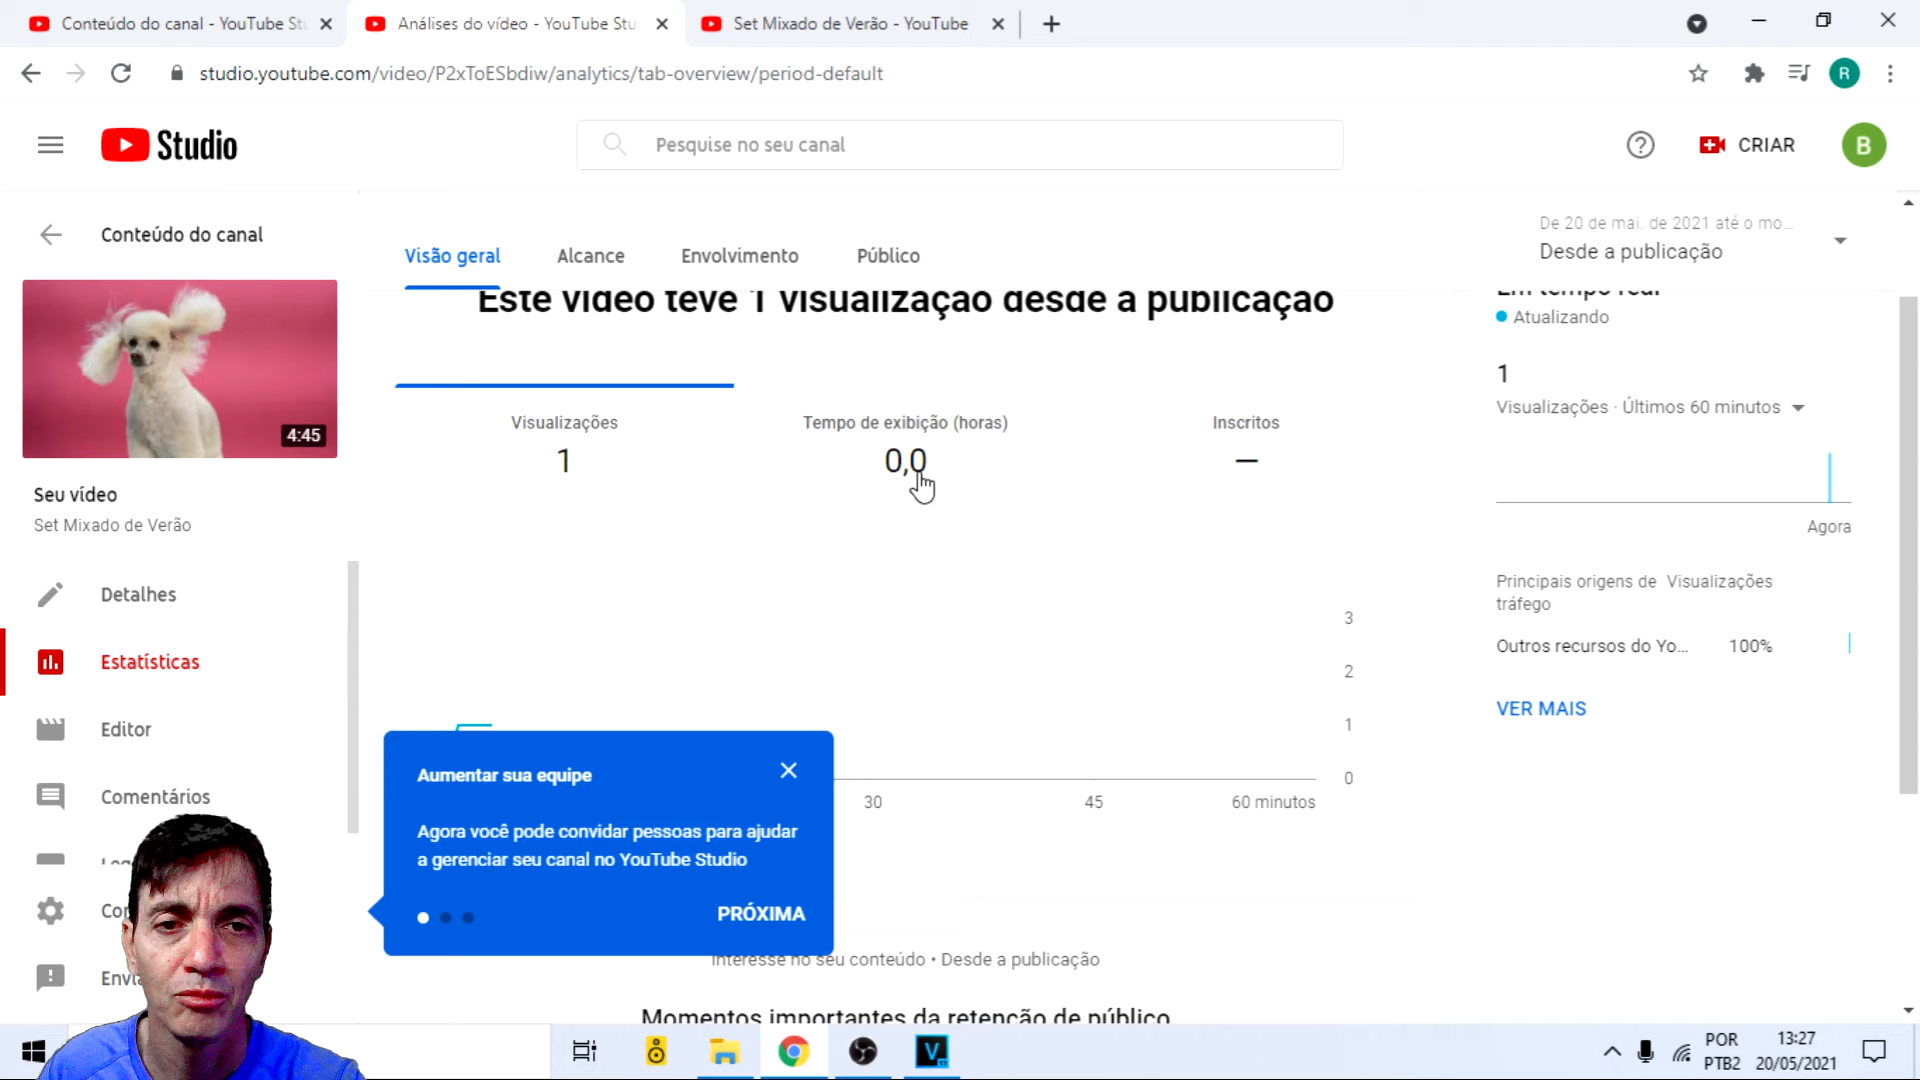 Conteúdo do canal - YouTube St
Análises do vídeo - YouTube Stu
Set Mixado de Verão - YouTube
studio.youtube.com/video/P2xToESbdiw/analytics/tab-overview/period-default
R
Studio
Pesquise no seu canal
?
CRIAR
B
Conteúdo do canal
4:45
Seu vídeo
Set Mixado de Verão
Detalhes
Estatísticas
Editor
Comentários
Visão geral
Alcance
Envolvimento
Público
De 20 de mai. de 2021 até o mo...
Desde a publicação
Este vídeo teve 1 visualização desde a publicação
Visualizações
1
Tempo de exibição (horas)
0,0
Inscritos
—
3
2
1
0
30
45
60 minutos
Aumentar sua equipe
Agora você pode convidar pessoas para ajudar
a gerenciar seu canal no YouTube Studio
PRÓXIMA
Interesse no seu conteúdo • Desde a publicação
Momentos importantes da retenção de público
Em tempo real
Atualizando
1
Visualizações · Últimos 60 minutos
Agora
Principais origens de
tráfego
Visualizações
Outros recursos do Yo...
100%
VER MAIS
V
POR
PTB2
13:27
20/05/2021